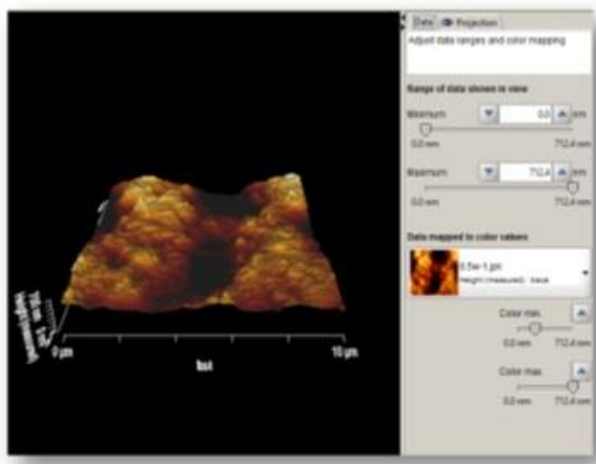 Data Projection
Adjust data ranges and color mapping
Range of data shown in view
Minimum 0.0 nm
0.0 nm 712.4 nm
Maximum 712.4 nm
0.0 nm 712.4 nm
Data mapped to color values
Height (measured) - trace
Color min
0.0 nm 712.4 nm
Color max
0.0 nm 712.4 nm
Height (measured)
0 µm 10 µm
fast